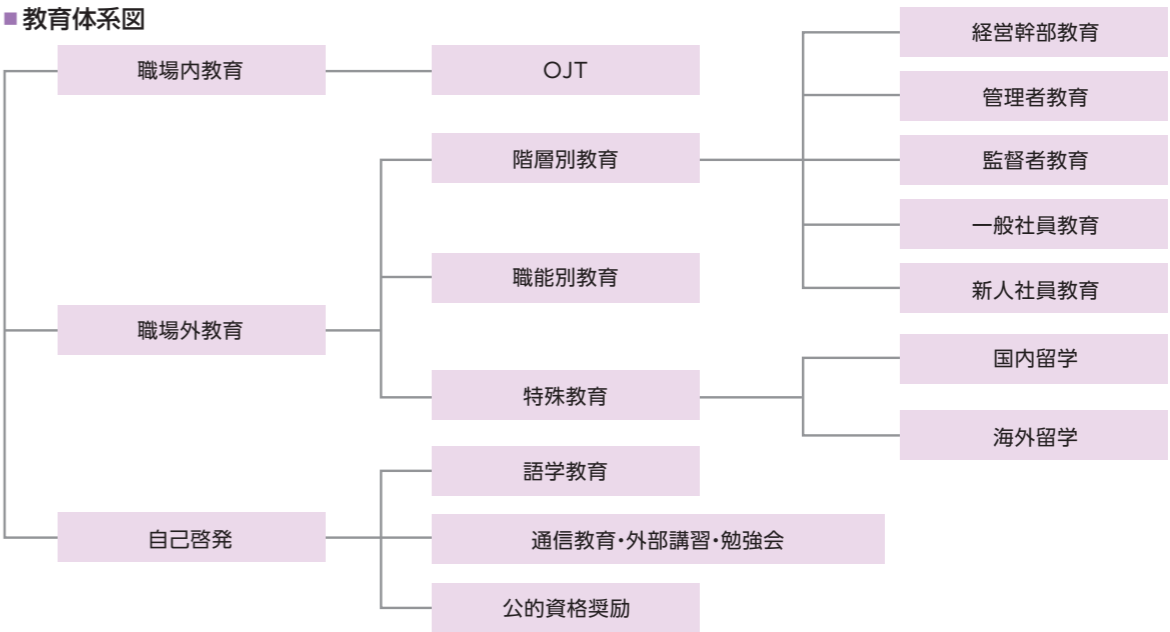 ■教育体系図
職場内教育
OJT
職場外教育
階層別教育
経営幹部教育
管理者教育
監督者教育
一般社員教育
新人社員教育
職能別教育
特殊教育
国内留学
海外留学
自己啓発
語学教育
通信教育・外部講習・勉強会
公的資格奨励